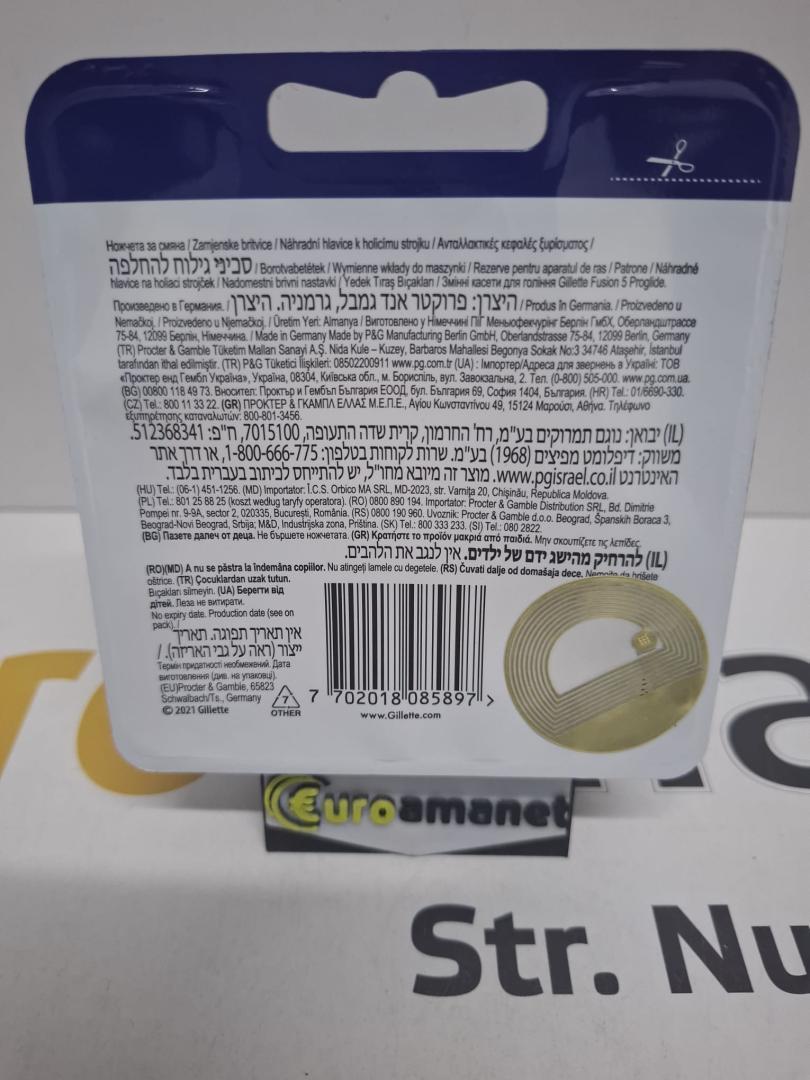 Ножчета за смяна / Zamjenske britvice / Náhradní hlavice k holicímu strojku / Ανταλλακτικές κεφαλές ξυρίσματος /
סכיני גילוח להחלפה / Borotvabetétek / Wymienne wkłady do maszynki / Rezerve pentru aparatul de ras / Patrone / Náhradné
hlavice na holiaci strojček / Nadomestni brivni nastavki / Yedek Tıraş Bıçakları / Змінні касети для гоління Gillette Fusion 5 Proglide.
Произведено в Германия. / היצרן: פרוקטר אנד גמבל, גרמניה. היצרן / Produs în Germania. / Proizvedeno u
Nemačkoj. / Proizvedeno u Njemačkoj. / Üretim Yeri: Almanya / Виготовлено у Німеччині ПІГ Меньюфекчурінг Берлін ГмбХ, Оберландштрассе
75-84, 12099 Берлін, Німеччина. / Made in Germany Made by P&G Manufacturing Berlin GmbH, Oberlandstrasse 75-84, 12099 Berlin, Germany
(TR) Procter & Gamble Tüketim Malları Sanayi A.Ş. Nida Kule – Kuzey, Barbaros Mahallesi Begonya Sokak No:3 34746 Ataşehir, İstanbul
tarafından ithal edilmiştir. (TR) P&G Tüketici İlişkileri: 08502200911 www.pg.com.tr (UA) : Імпортер/Адреса для звернень в Україні: ТОВ
«Проктер енд Гембл Україна», Україна, 08304, Київська обл., м. Бориспіль, вул. Завокзальна, 2. Тел. (0-800) 505-000. www.pg.com.ua.
(BG) 00800 118 49 73. Вносител: Проктър и Гембъл България ЕООД, бул. България 69, София 1404, България. (HR) Tel.: 01/6690-330.
(CZ) Tel.: 800 11 33 22. (GR) ΠΡΟΚΤΕΡ & ΓΚΑΜΠΛ ΕΛΛΑΣ Μ.Ε.Π.Ε., Αγίου Κωνσταντίνου 49, 15124 Μαρούσι, Αθήνα. Τηλέφωνο
εξυπηρέτησης καταναλωτών: 800-801-3456.
(IL) יבואן: נוגם תמרוקים בע"מ, רח' החרמון, קרית שדה התעופה, 7015100, ח"פ: 512368341.
משווק: דיפלומט מפיצים (1968) בע"מ. שרות לקוחות בטלפון: 1-800-666-775, או דרך אתר
האינטרנט www.pgisrael.co.il. מוצר זה מיובא מחו"ל, יש להתייחס לכיתוב בעברית בלבד.
(HU) Tel.: (06-1) 451-1256. (MD) Importator: Î.C.S. Orbico MA SRL, MD-2023, str. Varniţa 20, Chişinău, Republica Moldova.
(PL) Tel.: 801 25 88 25 (koszt według taryfy operatora). (RO) 0800 890 194. Importator: Procter & Gamble Distribution SRL, Bd. Dimitrie
Pompei nr. 9-9A, sector 2, 020335, Bucureşti, România. (RS) 0800 190 960. Uvoznik: Procter & Gamble d.o.o. Beograd, Španskih Boraca 3,
Beograd-Novi Beograd, Srbija; M&D, Industrijska zona, Priština. (SK) Tel.: 800 333 233. (SI) Tel.: 080 2822.
(BG) Пазете далеч от деца. Не бършете ножчетата. (GR) Κρατήστε το προϊόν μακριά από παιδιά. Μην σκουπίζετε τις λεπίδες.
(IL) להרחיק מהישג ידם של ילדים. אין לנגב את הלהבים.
(RO)(MD) A nu se păstra la îndemâna copiilor. Nu atingeţi lamele cu degetele. (RS) Čuvati dalje od domašaja dece. Nemojte da brišete
oštrice. (TR) Çocuklardan uzak tutun.
Bıçakları silmeyin. (UA) Берегти від
дітей. Леза не витирати.
No expiry date. Production date (see on
pack). /
אין תאריך תפוגה. תאריך
ייצור (ראה על גבי האריזה). /
Термін придатності необмежений. Дата
виготовлення (див. на упаковці).
(EU)Procter & Gamble, 65823
Schwalbach/Ts., Germany
© 2021 Gillette
7
OTHER
7 702018 085897 >
www.Gillette.com
Euroamanet
Str. Nu